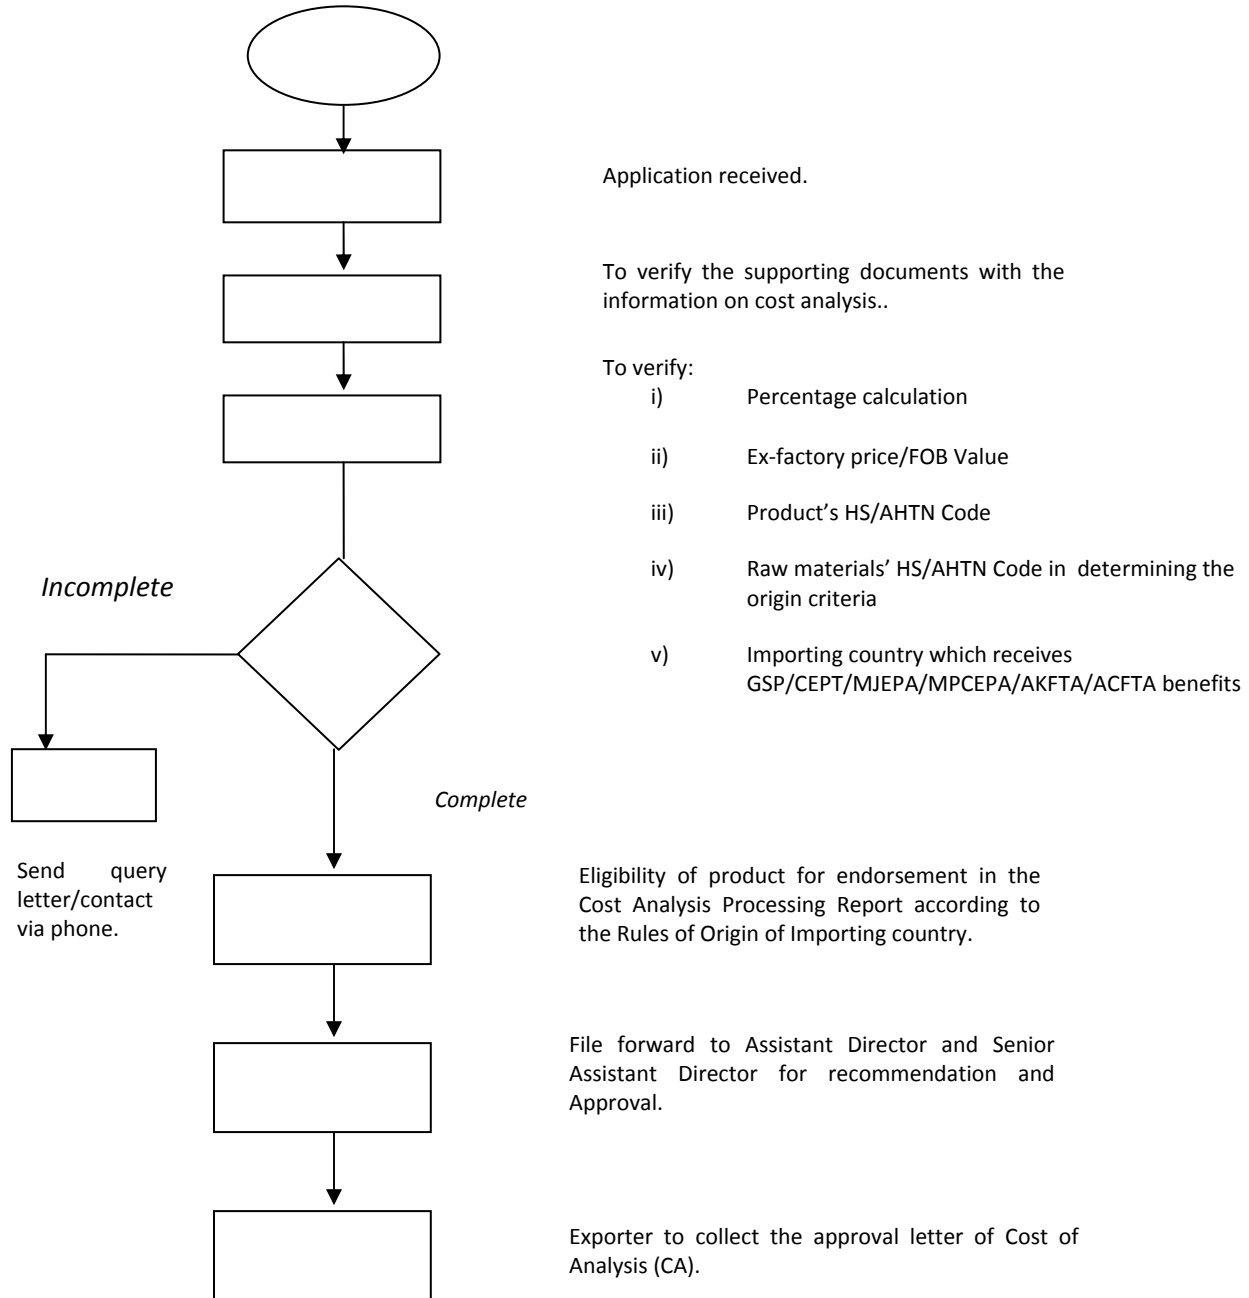 Application received.
To verify the supporting documents with the
information on cost analysis..
To verify:
i) Percentage calculation
ii) Ex-factory price/FOB Value
iii) Product’s HS/AHTN Code
iv) Raw materials’ HS/AHTN Code in determining the
origin criteria
v) Importing country which receives
GSP/CEPT/MJEPA/MPCEPA/AKFTA/ACFTA benefits
Incomplete
Complete
Send query
letter/contact
via phone.
Eligibility of product for endorsement in the
Cost Analysis Processing Report according to
the Rules of Origin of Importing country.
File forward to Assistant Director and Senior
Assistant Director for recommendation and
Approval.
Exporter to collect the approval letter of Cost of
Analysis (CA).